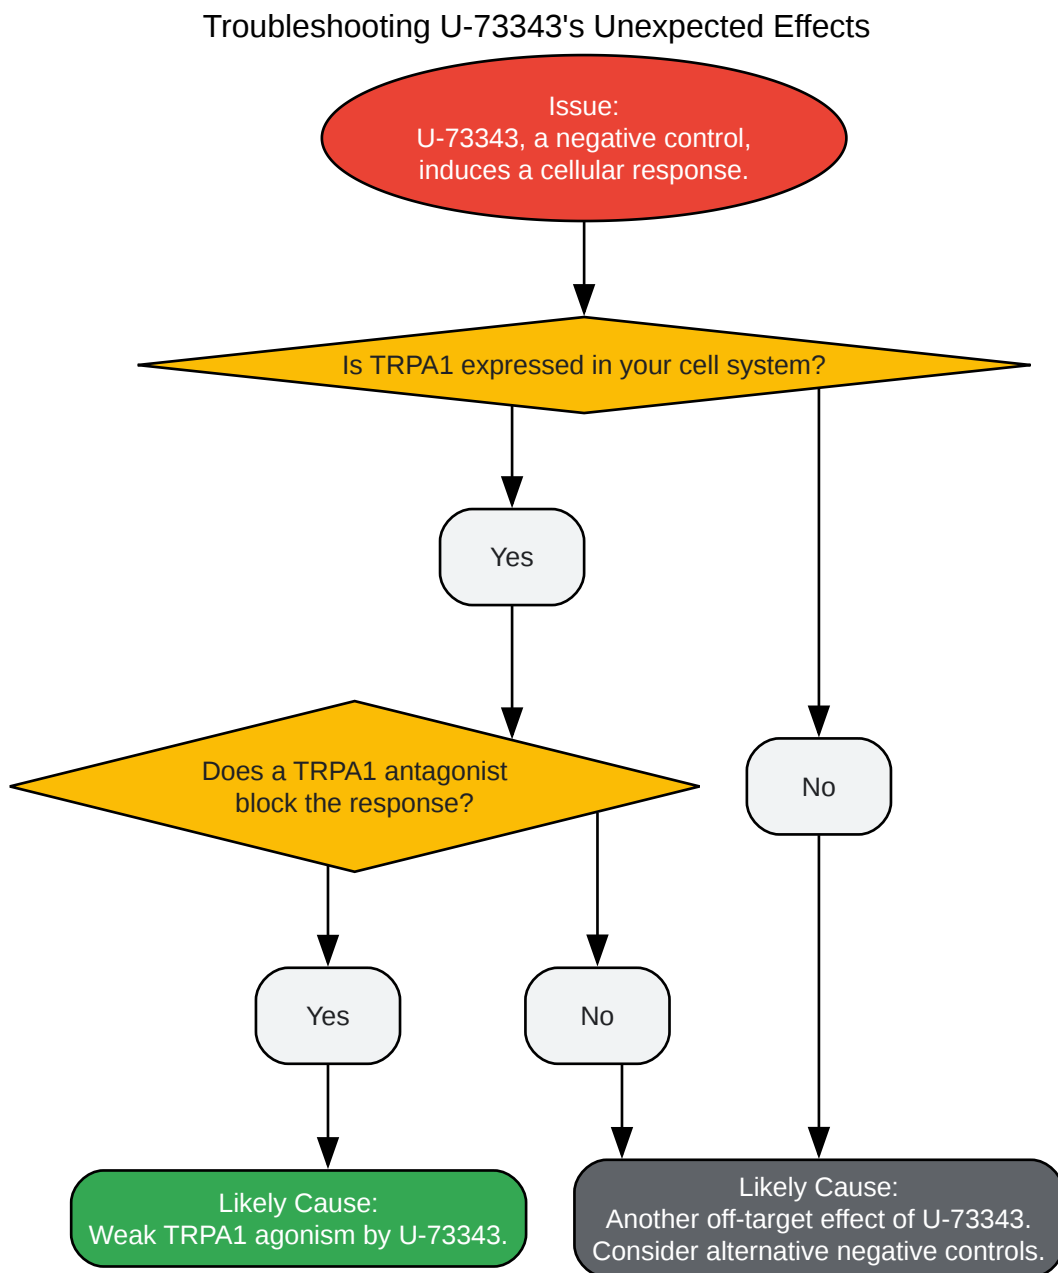 Troubleshooting U-73343's Unexpected Effects
Issue:
U-73343, a negative control,
induces a cellular response.
Is TRPA1 expressed in your cell system?
Yes
Does a TRPA1 antagonist
block the response?
No
Yes
No
Likely Cause:
Weak TRPA1 agonism by U-73343.
Likely Cause:
Another off-target effect of U-73343.
Consider alternative negative controls.